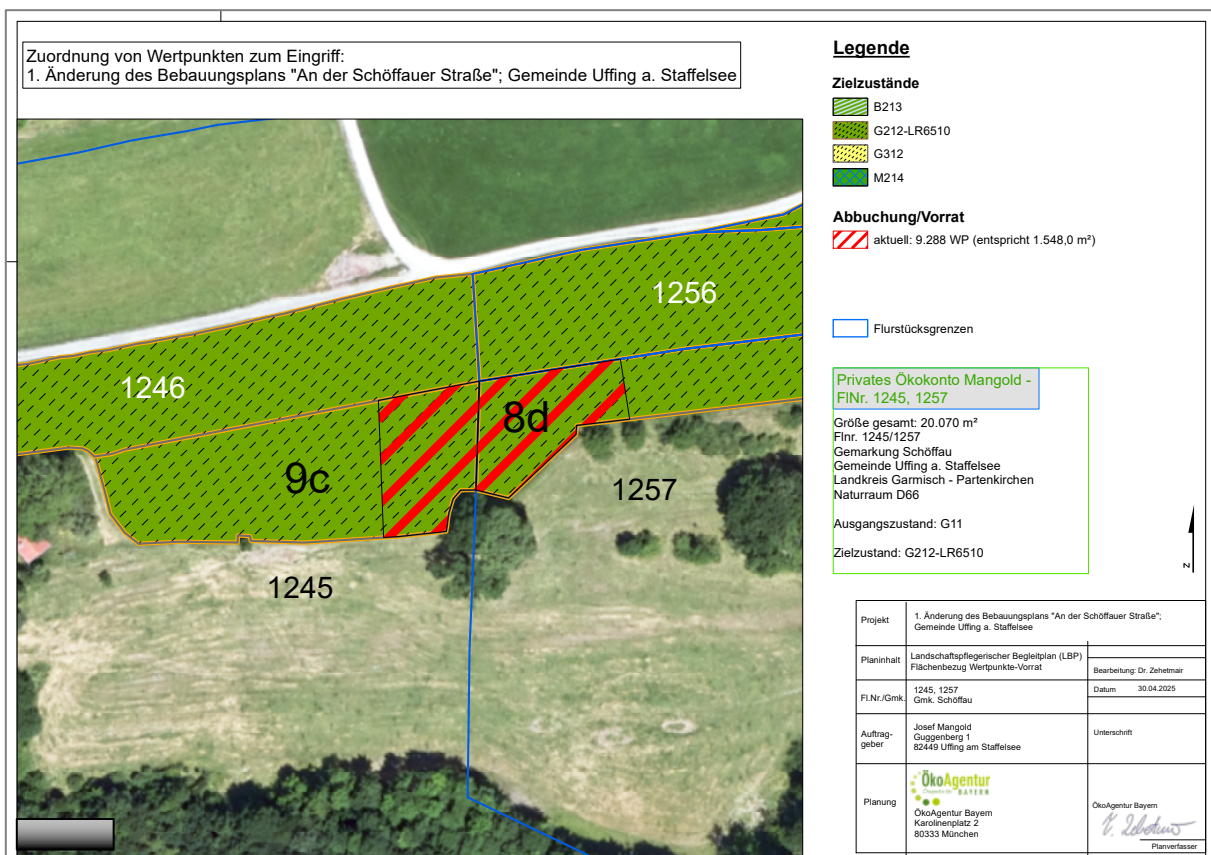 Zuordnung von Wertpunkten zum Eingriff:
1. Änderung des Bebauungsplans "An der Schöffauer Straße"; Gemeinde Uffing a. Staffelsee
1256
1246
8d
9c
1257
1245
Legende
Zielzustände
B213
G212-LR6510
G312
M214
Abbuchung/Vorrat
aktuell: 9.288 WP (entspricht 1.548,0 m²)
Flurstücksgrenzen
Privates Ökokonto Mangold -
FlNr. 1245, 1257
Größe gesamt: 20.070 m²
Flnr. 1245/1257
Gemarkung Schöffau
Gemeinde Uffing a. Staffelsee
Landkreis Garmisch - Partenkirchen
Naturraum D66
Ausgangszustand: G11
Zielzustand: G212-LR6510
N
Projekt
1. Änderung des Bebauungsplans "An der Schöffauer Straße";
Gemeinde Uffing a. Staffelsee
Planinhalt
Landschaftspflegerischer Begleitplan (LBP)
Flächenbezug Wertpunkte-Vorrat
Bearbeitung: Dr. Zehetmair
Fl.Nr./Gmk.
1245, 1257
Gmk. Schöffau
Datum 30.04.2025
Auftrag-
geber
Josef Mangold
Guggenberg 1
82449 Uffing am Staffelsee
Unterschrift
Planung
ÖkoAgentur
BAYERN
ÖkoAgentur Bayern
Karolinenplatz 2
80333 München
ÖkoAgentur Bayern
Planverfasser